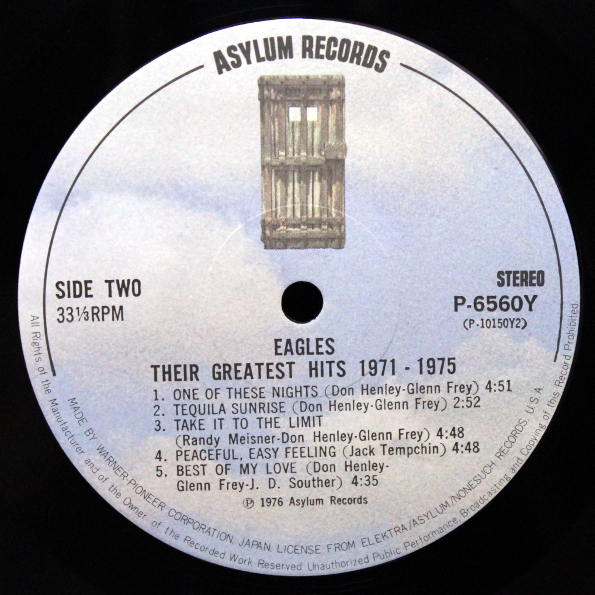 ASYLUM RECORDS
SIDE TWO
33⅓RPM
STEREO
P-6560Y
(P-10150Y2)
EAGLES
THEIR GREATEST HITS 1971 - 1975
1. ONE OF THESE NIGHTS (Don Henley-Glenn Frey) 4:51
2. TEQUILA SUNRISE (Don Henley-Glenn Frey) 2:52
3. TAKE IT TO THE LIMIT
(Randy Meisner-Don Henley-Glenn Frey) 4:48
4. PEACEFUL, EASY FEELING (Jack Tempchin) 4:48
5. BEST OF MY LOVE (Don Henley-
Glenn Frey-J. D. Souther) 4:35
Ⓟ 1976 Asylum Records
MADE BY WARNER-PIONEER CORPORATION, JAPAN. LICENSE FROM ELEKTRA/ASYLUM/NONESUCH RECORDS, U.S.A.
All Rights of the Manufacturer and of the Owner of the Recorded Work Reserved Unauthorized Public Performance, Broadcasting and Copying of this Record Prohibited.